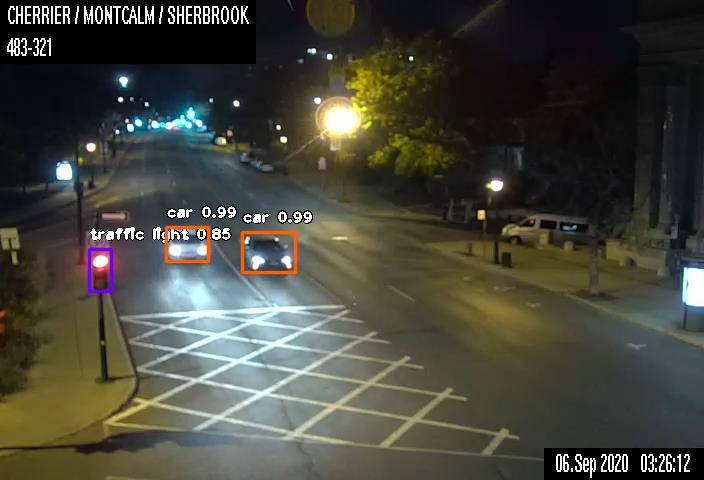 CHERRIER / MONTCALM / SHERBROOK
483-321
car 0.99
car 0.99
traffic light 0.85
06.Sep 2020 03:26:12